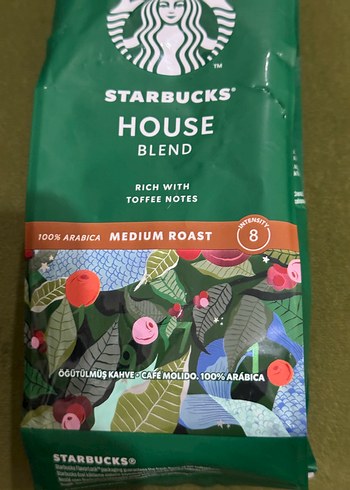 ™
STARBUCKS®
HOUSE
BLEND
RICH WITH
TOFFEE NOTES
100% ARABICA MEDIUM ROAST
INTENSITY
8
ÖĞÜTÜLMÜŞ KAHVE • CAFÉ MOLIDO. 100% ARÁBICA
STARBUCKS®